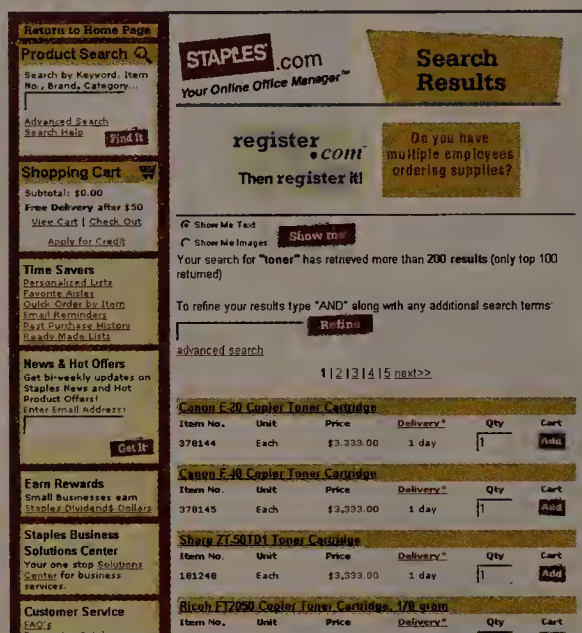 Return to Home Page
Product Search
Search by Keyword, Item
No., Brand, Category...
Advanced Search
Search Help
Find It
Shopping Cart
Subtotal: $0.00
Free Delivery after $50
View Cart | Check Out
Apply for Credit
Time Savers
Personalized Lists
Favorite Aisles
Quick Order by Item
Email Reminders
Past Purchase History
Ready Made Lists
News & Hot Offers
Get bi-weekly updates on
Staples News and Hot
Product Offers!
Enter Email Address:
Get It
Earn Rewards
Small Businesses earn
Staples Dividend$ Dollars
Staples Business
Solutions Center
Your one stop Solutions
Center for business
services.
Customer Service
FAQ's
STAPLES .com
Your Online Office Manager™
Search
Results
register
.com
Then register it!
Do you have
multiple employees
ordering supplies?
Show Me Text
Show Me Images
Show me
Your search for "toner" has retrieved more than 200 results (only top 100
returned)
To refine your results type "AND" along with any additional search terms:
Refine
advanced search
1 | 2 | 3 | 4 | 5 next>>
Canon E-20 Copier Toner Cartridge
Item No. Unit Price Delivery* Qty Cart
378144 Each $3,333.00 1 day 1 Add
Canon E-40 Copier Toner Cartridge
Item No. Unit Price Delivery* Qty Cart
378145 Each $3,333.00 1 day 1 Add
Sharp ZT-50TD1 Toner Cartridge
Item No. Unit Price Delivery* Qty Cart
181248 Each $3,333.00 1 day 1 Add
Ricoh FT2050 Copier Toner Cartridge, 170 gram
Item No. Unit Price Delivery* Qty Cart